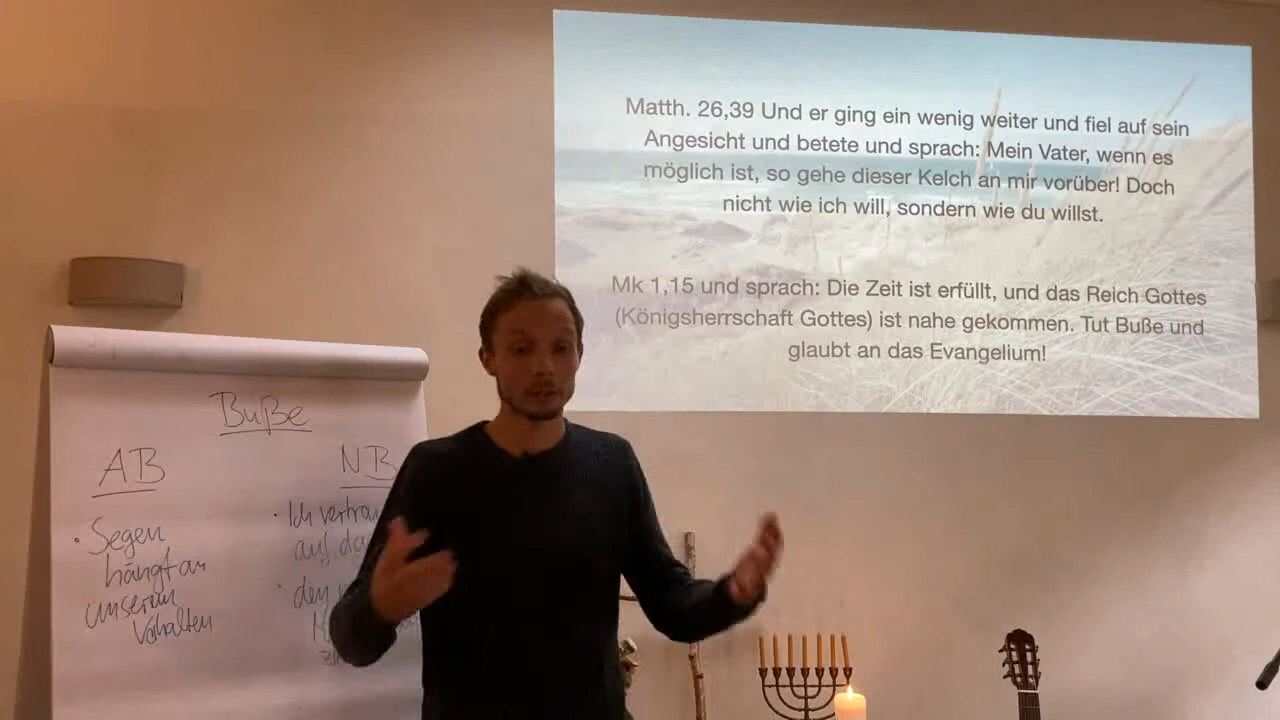 Matth. 26,39 Und er ging ein wenig weiter und fiel auf sein
Angesicht und betete und sprach: Mein Vater, wenn es
möglich ist, so gehe dieser Kelch an mir vorüber! Doch
nicht wie ich will, sondern wie du willst.
Mk 1,15 und sprach: Die Zeit ist erfüllt, und das Reich Gottes
(Königsherrschaft Gottes) ist nahe gekommen. Tut Buße und
glaubt an das Evangelium!
Buße
AB
• Segen
hängt an
unserem
Verhalten
NB
• Ich
auf
•